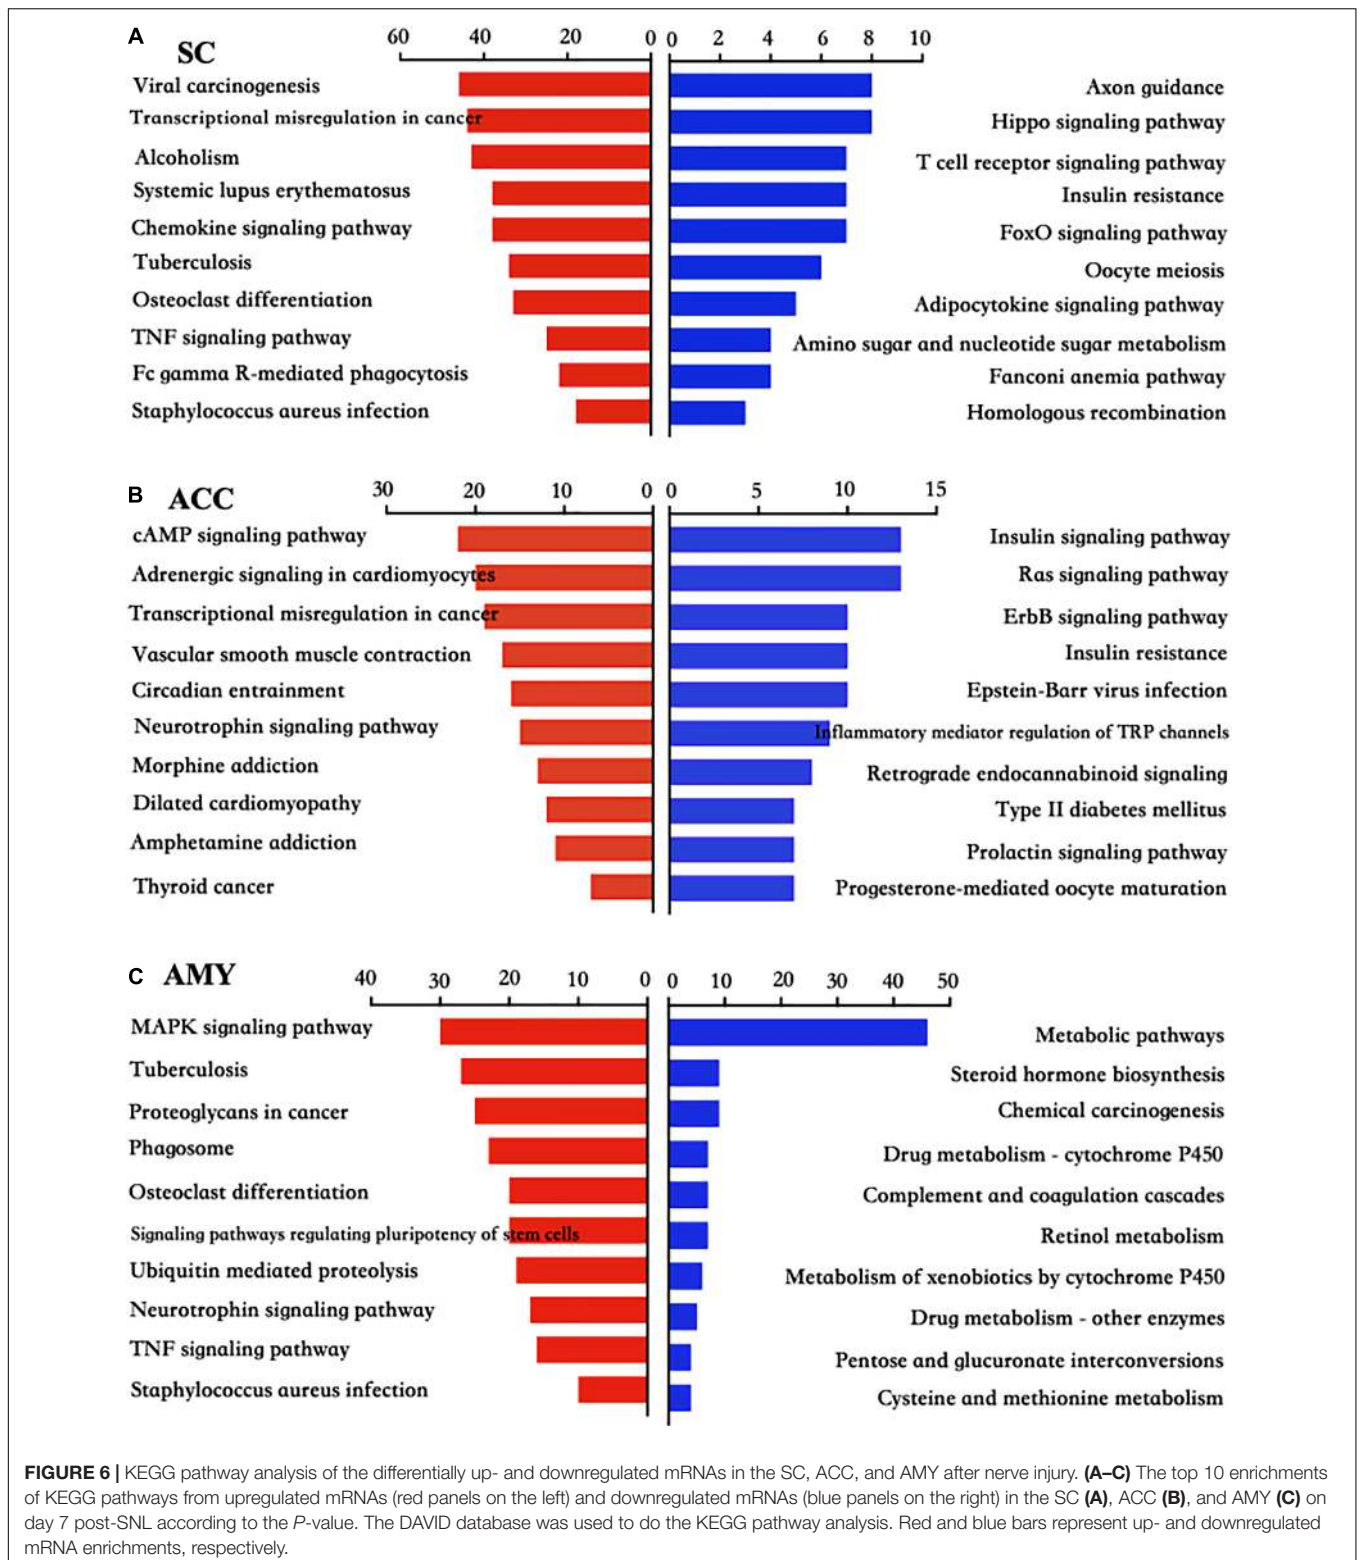 A
SC
60 40 20 0 0 2 4 6 8 10
Viral carcinogenesis
Axon guidance
Transcriptional misregulation in cancer
Hippo signaling pathway
Alcoholism
T cell receptor signaling pathway
Systemic lupus erythematosus
Insulin resistance
Chemokine signaling pathway
FoxO signaling pathway
Tuberculosis
Oocyte meiosis
Osteoclast differentiation
Adipocytokine signaling pathway
TNF signaling pathway
Amino sugar and nucleotide sugar metabolism
Fc gamma R-mediated phagocytosis
Fanconi anemia pathway
Staphylococcus aureus infection
Homologous recombination
B ACC
30 20 10 0 0 5 10 15
cAMP signaling pathway
Insulin signaling pathway
Adrenergic signaling in cardiomyocytes
Ras signaling pathway
Transcriptional misregulation in cancer
ErbB signaling pathway
Vascular smooth muscle contraction
Insulin resistance
Circadian entrainment
Epstein-Barr virus infection
Neurotrophin signaling pathway
Inflammatory mediator regulation of TRP channels
Morphine addiction
Retrograde endocannabinoid signaling
Dilated cardiomyopathy
Type II diabetes mellitus
Amphetamine addiction
Prolactin signaling pathway
Thyroid cancer
Progesterone-mediated oocyte maturation
C AMY
40 30 20 10 0 0 10 20 30 40 50
MAPK signaling pathway
Metabolic pathways
Tuberculosis
Steroid hormone biosynthesis
Proteoglycans in cancer
Chemical carcinogenesis
Phagosome
Drug metabolism - cytochrome P450
Osteoclast differentiation
Complement and coagulation cascades
Signaling pathways regulating pluripotency of stem cells
Retinol metabolism
Ubiquitin mediated proteolysis
Metabolism of xenobiotics by cytochrome P450
Neurotrophin signaling pathway
Drug metabolism - other enzymes
TNF signaling pathway
Pentose and glucuronate interconversions
Staphylococcus aureus infection
Cysteine and methionine metabolism
FIGURE 6 | KEGG pathway analysis of the differentially up- and downregulated mRNAs in the SC, ACC, and AMY after nerve injury. (A–C) The top 10 enrichments
of KEGG pathways from upregulated mRNAs (red panels on the left) and downregulated mRNAs (blue panels on the right) in the SC (A), ACC (B), and AMY (C) on
day 7 post-SNL according to the P-value. The DAVID database was used to do the KEGG pathway analysis. Red and blue bars represent up- and downregulated
mRNA enrichments, respectively.